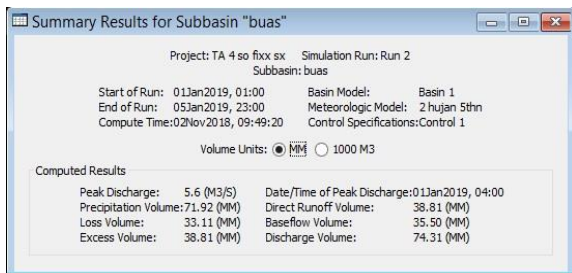 Summary Results for Subbasin "buas"
Project: TA 4 so fixx sx Simulation Run: Run 2
Subbasin: buas
Start of Run: 01Jan2019, 01:00 Basin Model: Basin 1
End of Run: 05Jan2019, 23:00 Meteorologic Model: 2 hujan 5thn
Compute Time:02Nov2018, 09:49:20 Control Specifications:Control 1
Volume Units: MM 1000 M3
Computed Results
Peak Discharge: 5.6 (M3/S) Date/Time of Peak Discharge:01Jan2019, 04:00
Precipitation Volume:71.92 (MM) Direct Runoff Volume: 38.81 (MM)
Loss Volume: 33.11 (MM) Baseflow Volume: 35.50 (MM)
Excess Volume: 38.81 (MM) Discharge Volume: 74.31 (MM)